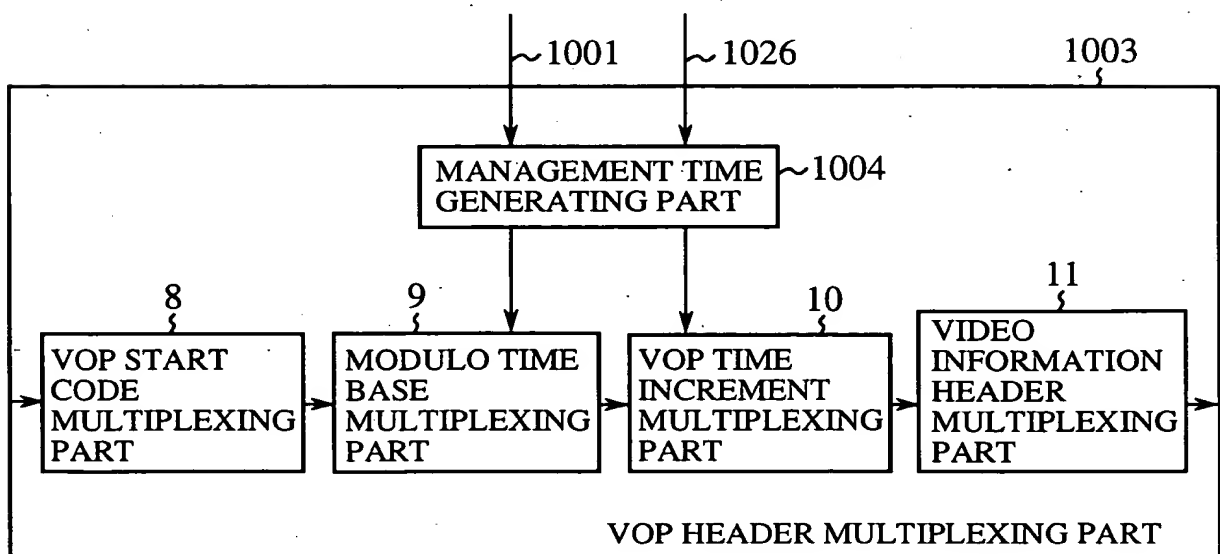 1001
1026
1003
MANAGEMENT TIME
GENERATING PART
1004
8
VOP START
CODE
MULTIPLEXING
PART
9
MODULO TIME
BASE
MULTIPLEXING
PART
10
VOP TIME
INCREMENT
MULTIPLEXING
PART
11
VIDEO
INFORMATION
HEADER
MULTIPLEXING
PART
VOP HEADER MULTIPLEXING PART